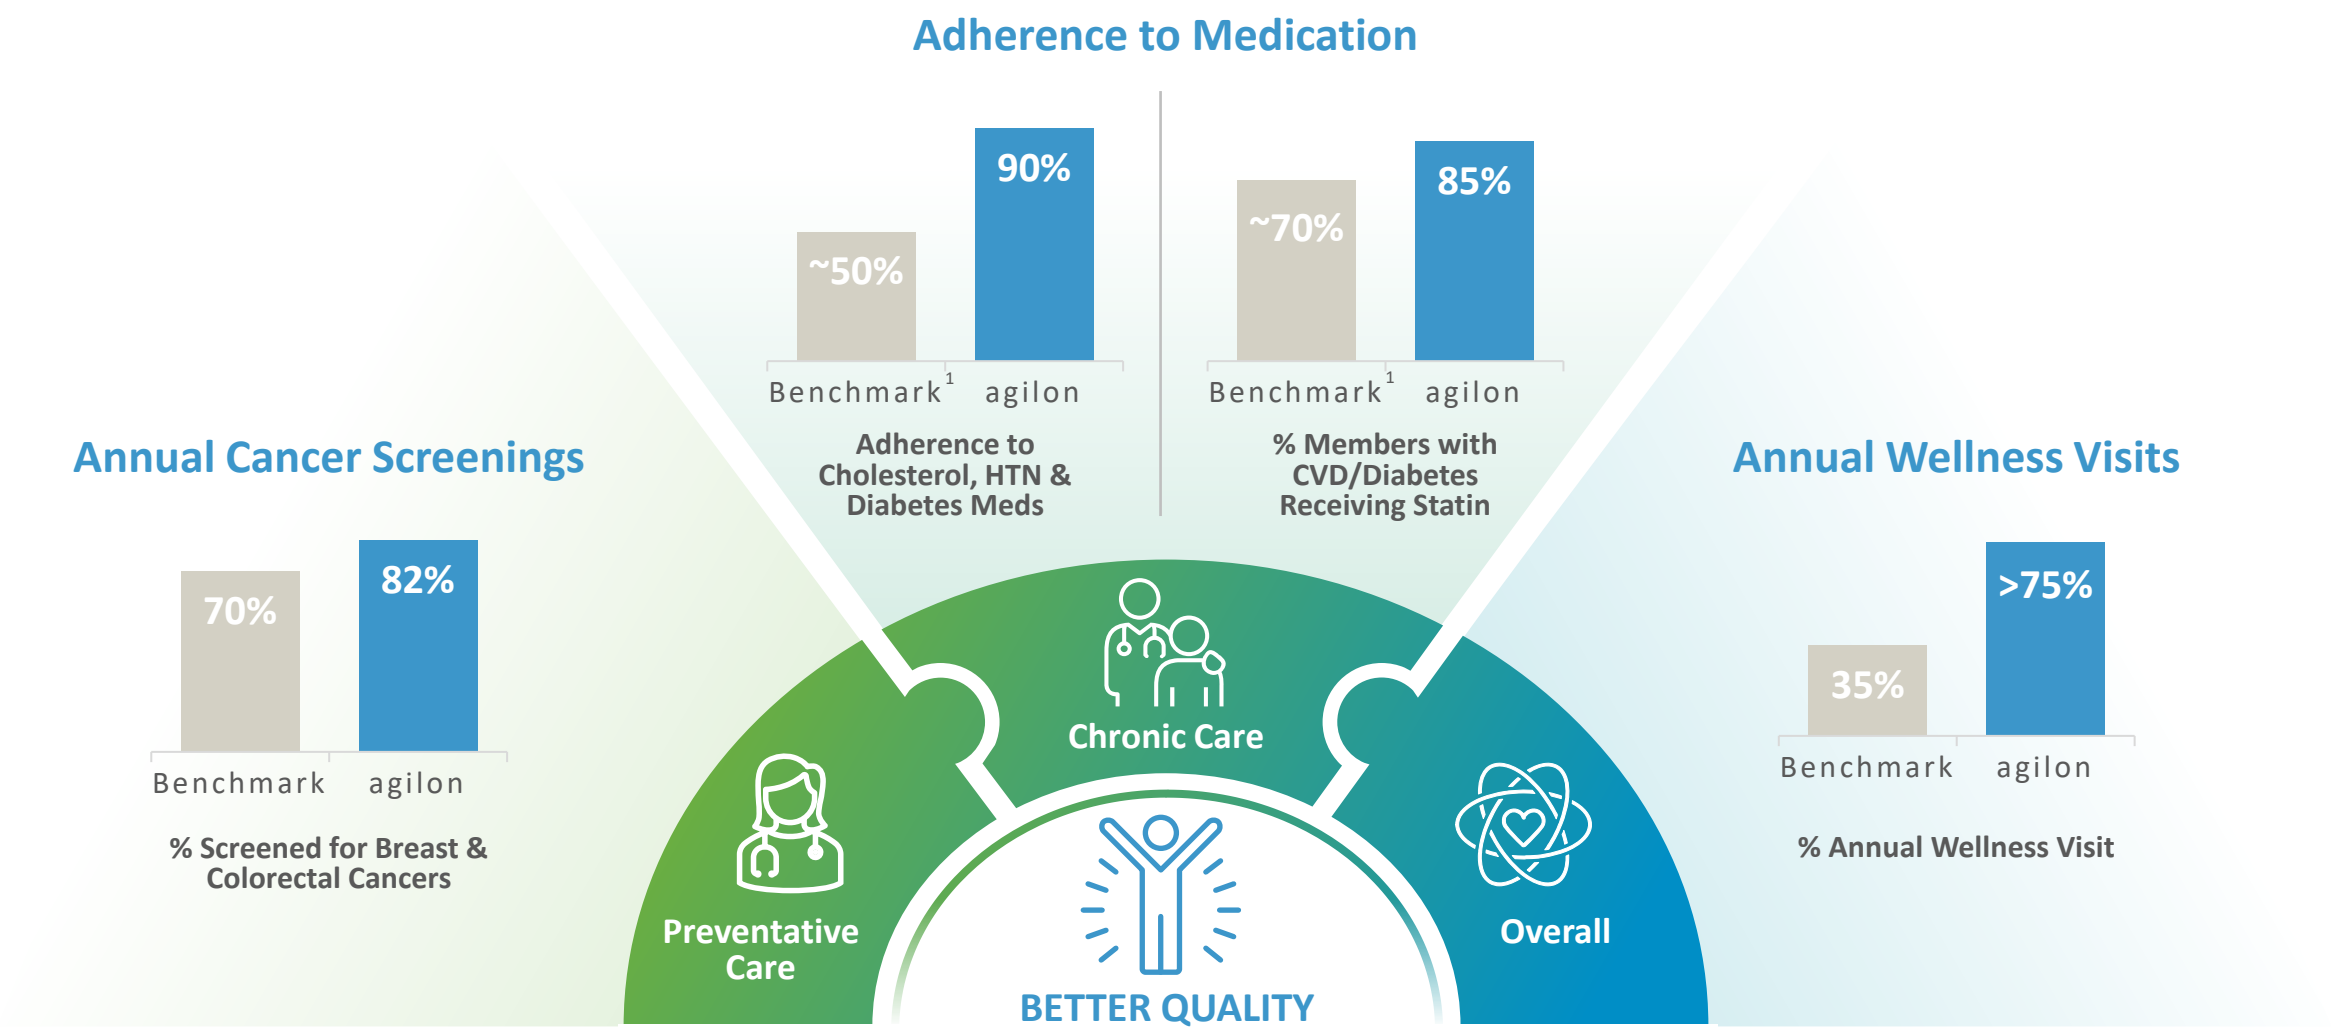 Adherence to Medication
90%
85%
~50%
~70%
Benchmark1 agilon
Benchmark1 agilon
Adherence to
Cholesterol, HTN &
Diabetes Meds
% Members with
CVD/Diabetes
Receiving Statin
Annual Cancer Screenings
70%
82%
Benchmark agilon
% Screened for Breast &
Colorectal Cancers
Annual Wellness Visits
35%
>75%
Benchmark agilon
% Annual Wellness Visit
Preventative
Care
Chronic Care
Overall
BETTER QUALITY